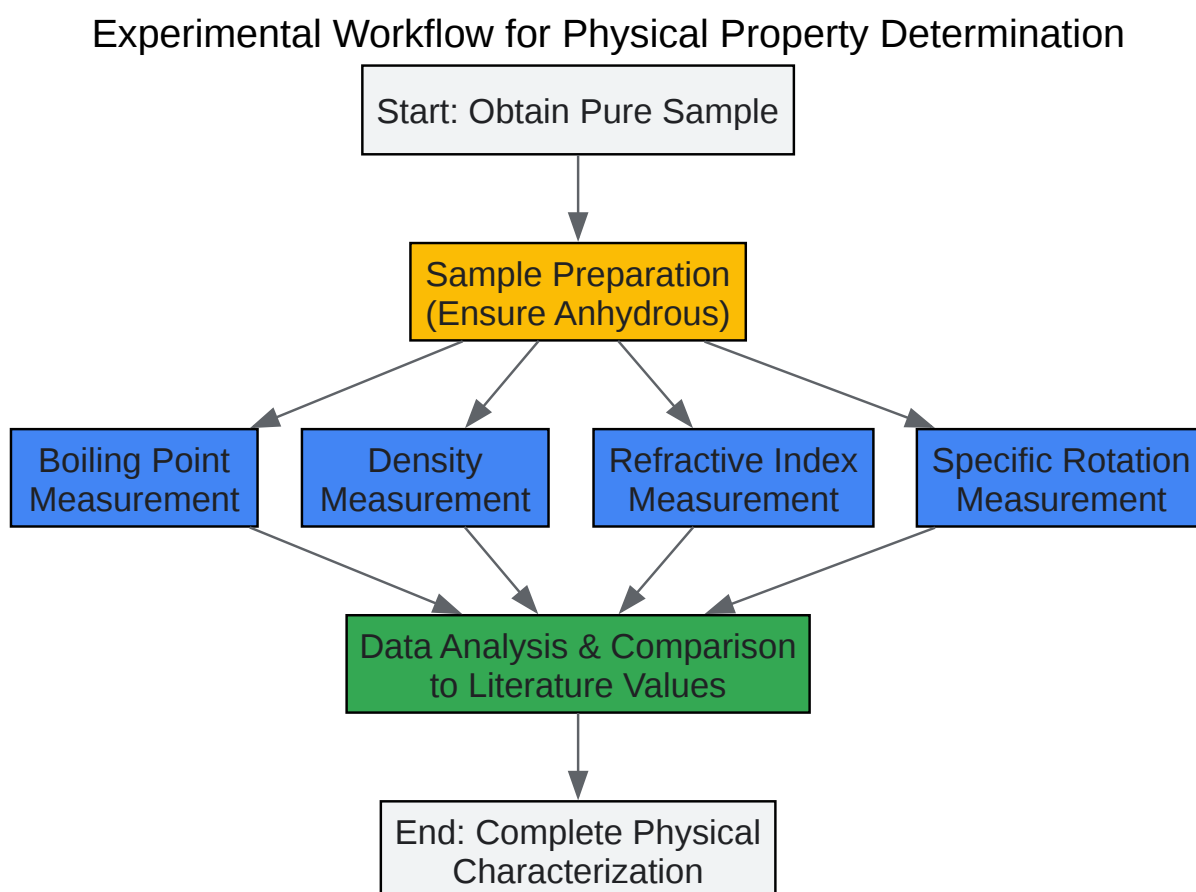 Experimental Workflow for Physical Property Determination
Start: Obtain Pure Sample
Sample Preparation
(Ensure Anhydrous)
Boiling Point
Measurement
Density
Measurement
Refractive Index
Measurement
Specific Rotation
Measurement
Data Analysis & Comparison
to Literature Values
End: Complete Physical
Characterization